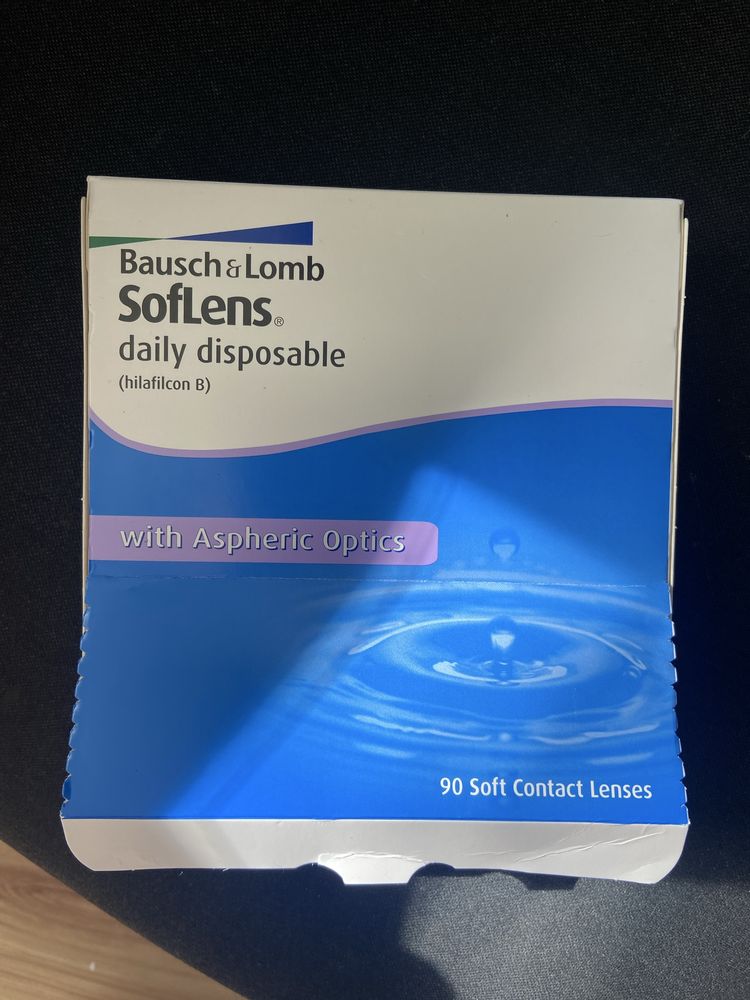 Bausch & Lomb
SofLens®
daily disposable
(hilafilcon B)
with Aspheric Optics
90 Soft Contact Lenses